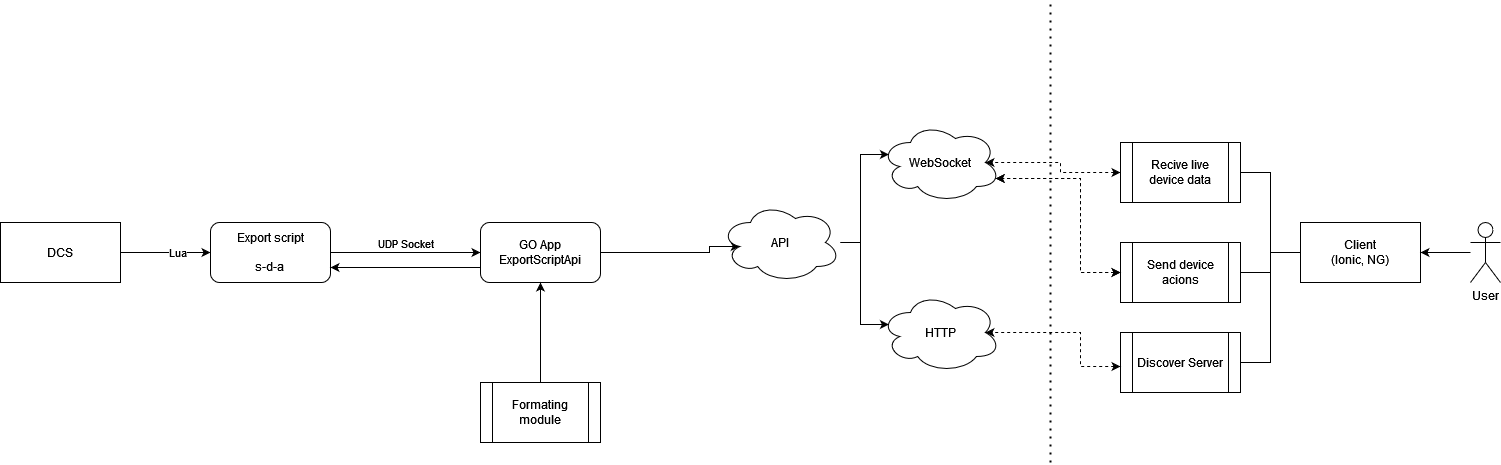 DCS
Lua
Export script
s-d-a
UDP Socket
GO App
ExportScriptApi
Formating
module
API
WebSocket
HTTP
Recive live
device data
Send device
acions
Discover Server
Client
(Ionic, NG)
User